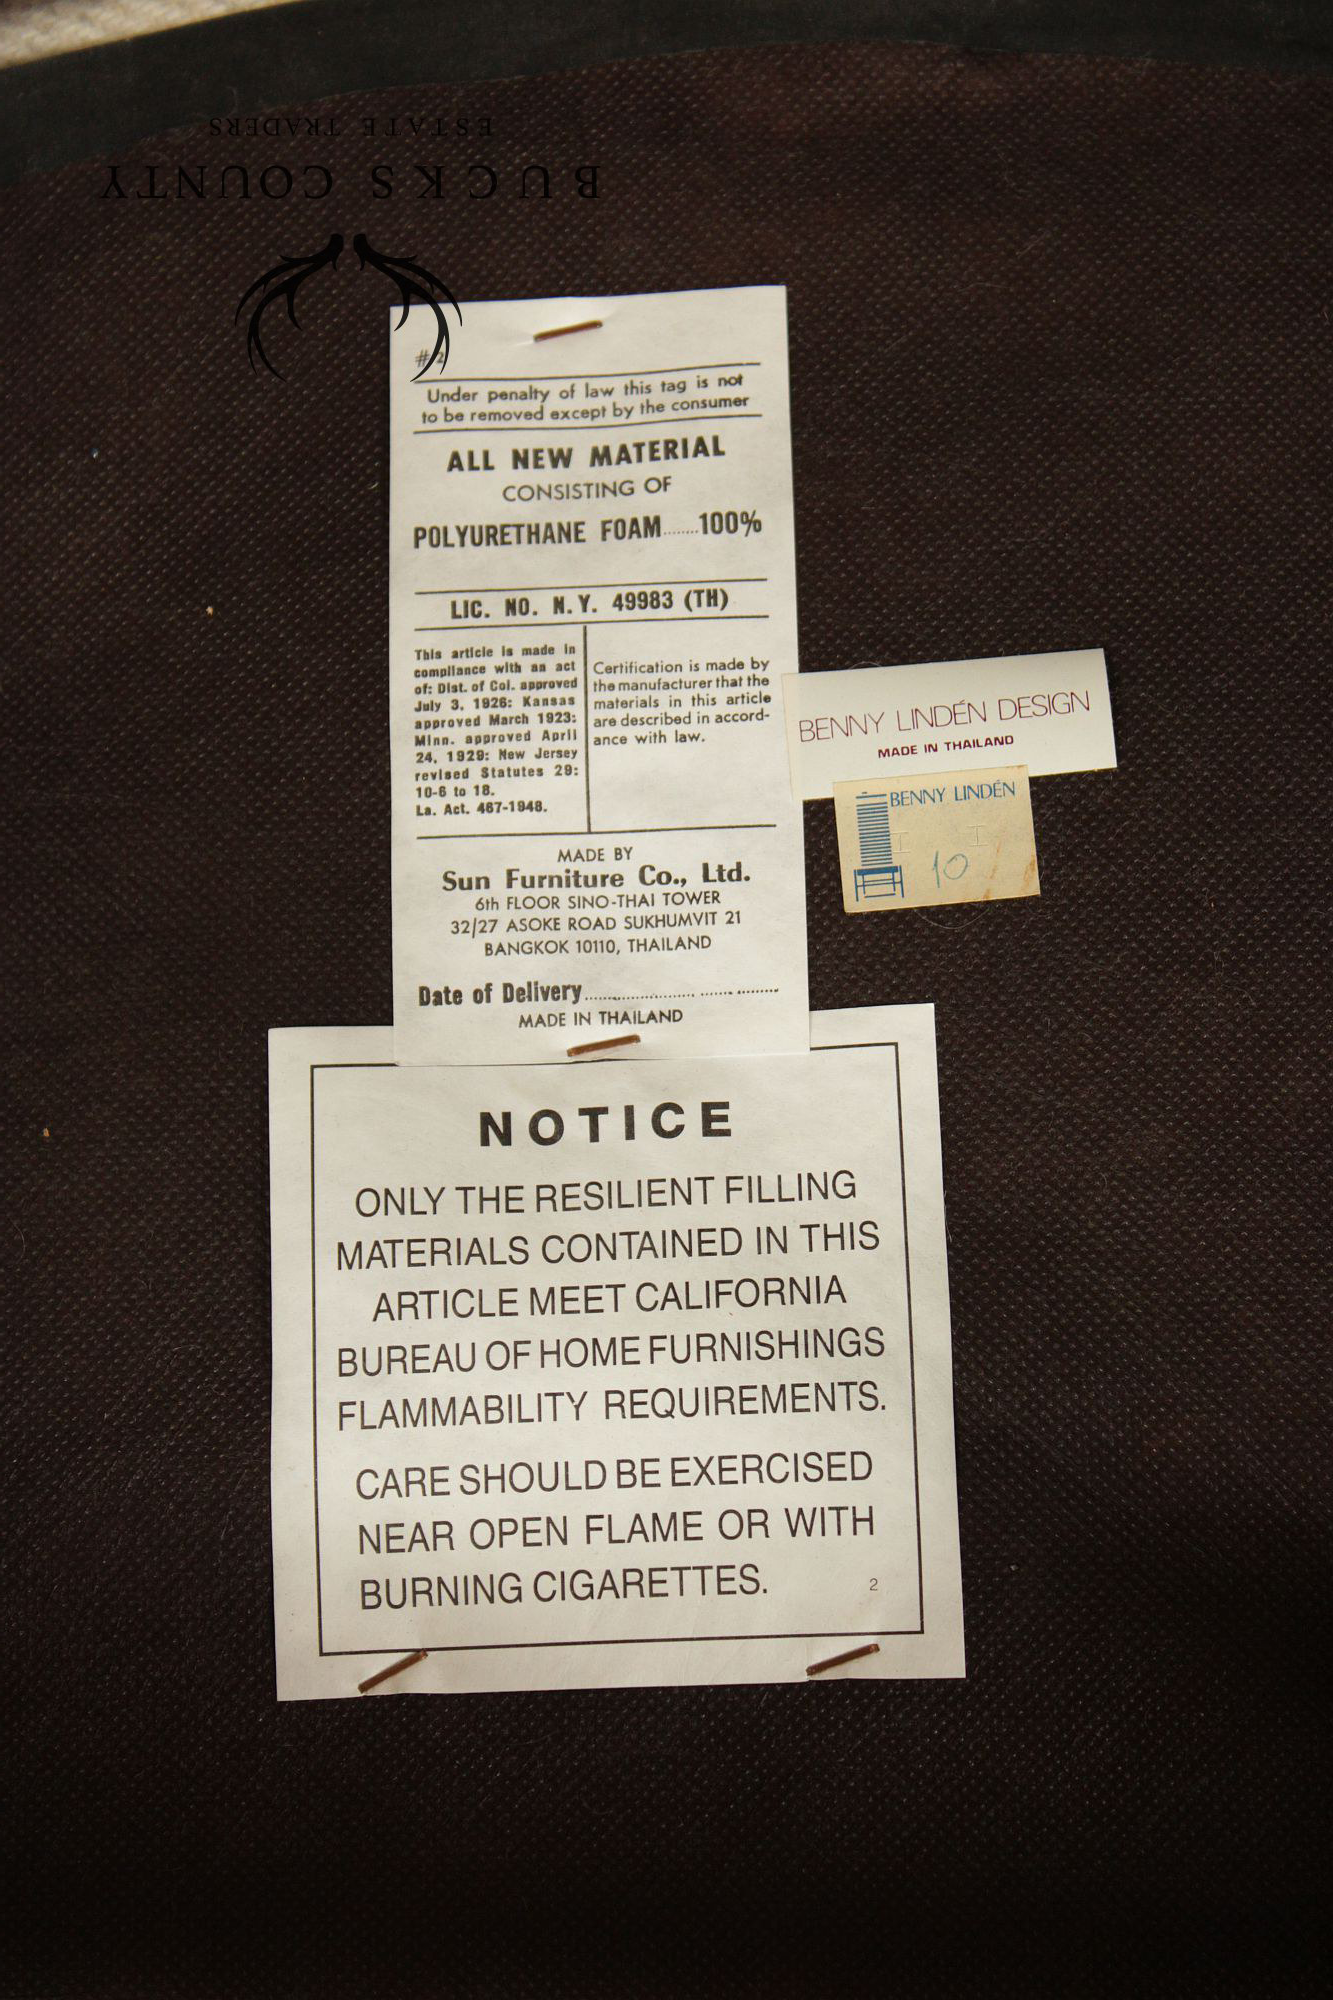 ESTATE TRADERS
BUCKS COUNTY
#2
Under penalty of law this tag is not
to be removed except by the consumer
ALL NEW MATERIAL
CONSISTING OF
POLYURETHANE FOAM.......100%
LIC. NO. N.Y. 49983 (TH)
This article is made in
compliance with an act
of: Dist. of Col. approved
July 3, 1926: Kansas
approved March 1923:
Minn. approved April
24, 1929: New Jersey
revised Statutes 29:
10-6 to 18.
La. Act. 467-1948.
Certification is made by
the manufacturer that the
materials in this article
are described in accord-
ance with law.
MADE BY
Sun Furniture Co., Ltd.
6th FLOOR SINO-THAI TOWER
32/27 ASOKE ROAD SUKHUMVIT 21
BANGKOK 10110, THAILAND
Date of Delivery................................
MADE IN THAILAND
BENNY LINDÉN DESIGN
MADE IN THAILAND
BENNY LINDÉN
10
NOTICE
ONLY THE RESILIENT FILLING
MATERIALS CONTAINED IN THIS
ARTICLE MEET CALIFORNIA
BUREAU OF HOME FURNISHINGS
FLAMMABILITY REQUIREMENTS.
CARE SHOULD BE EXERCISED
NEAR OPEN FLAME OR WITH
BURNING CIGARETTES.
2